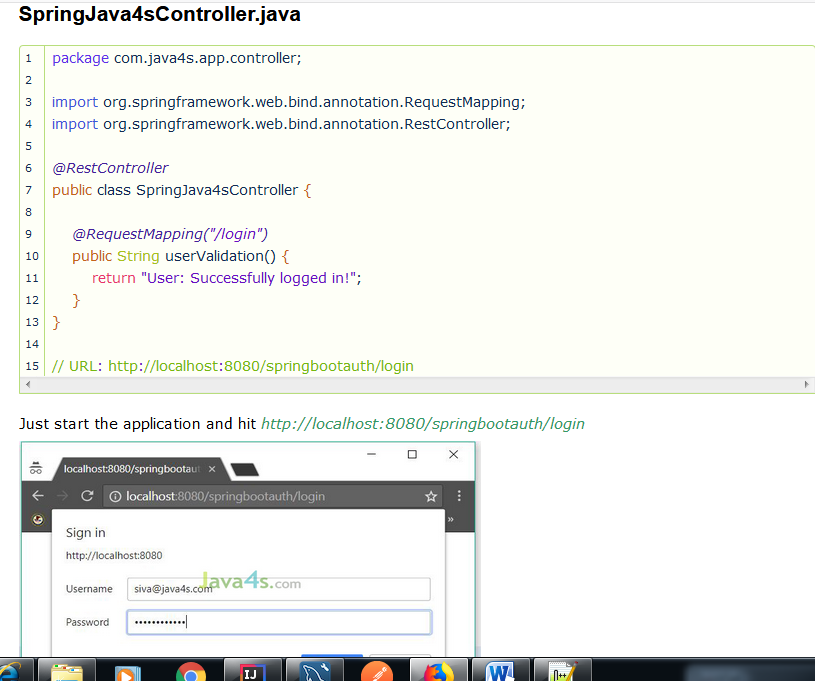 SpringJava4sController.java
1 package com.java4s.app.controller;
2
3 import org.springframework.web.bind.annotation.RequestMapping;
4 import org.springframework.web.bind.annotation.RestController;
5
6 @RestController
7 public class SpringJava4sController {
8
9 @RequestMapping("/login")
10 public String userValidation() {
11 return "User: Successfully logged in!";
12 }
13 }
14
15 // URL: http://localhost:8080/springbootauth/login
Just start the application and hit http://localhost:8080/springbootauth/login
localhost:8080/springbootaut
localhost:8080/springbootauth/login
Sign in
http://localhost:8080
Java4s.com
Username siva@java4s.com
Password ••••••••••••
IJ W